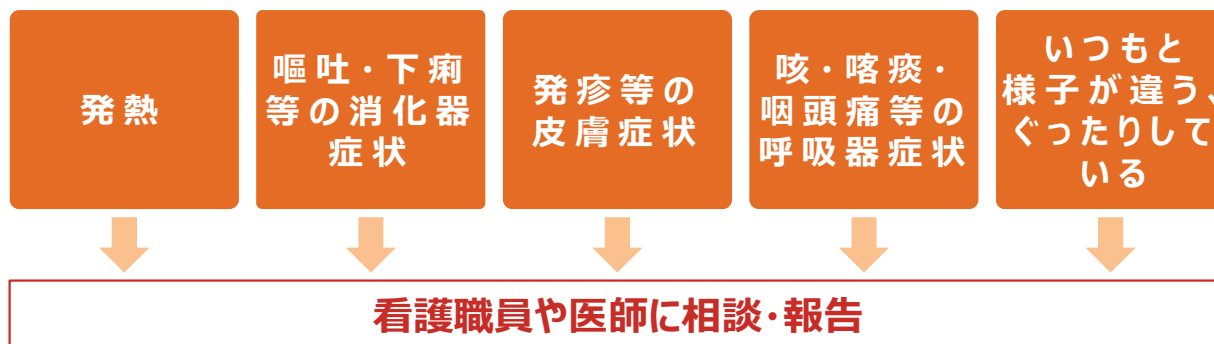 発熱
嘔吐・下痢
等の消化器
症状
発疹等の
皮膚症状
咳・喀痰・
咽頭痛等の
呼吸器症状
いつもと
様子が違う、
ぐったりして
いる
看護職員や医師に相談・報告